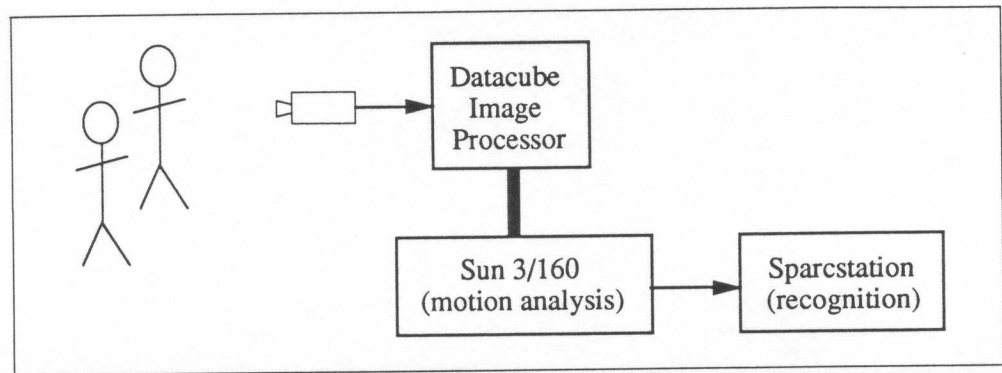 Datacube
Image
Processor
Sun 3/160
(motion analysis)
Sparcstation
(recognition)